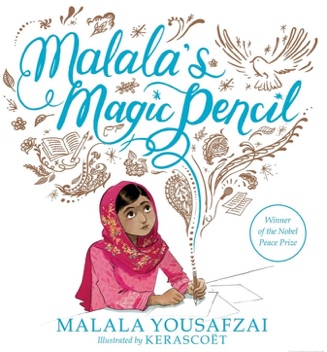 Malala's
Magic Pencil
Winner
of the Nobel
Peace Prize
MALALA YOUSAFZAI
Illustrated by KERASCOËT